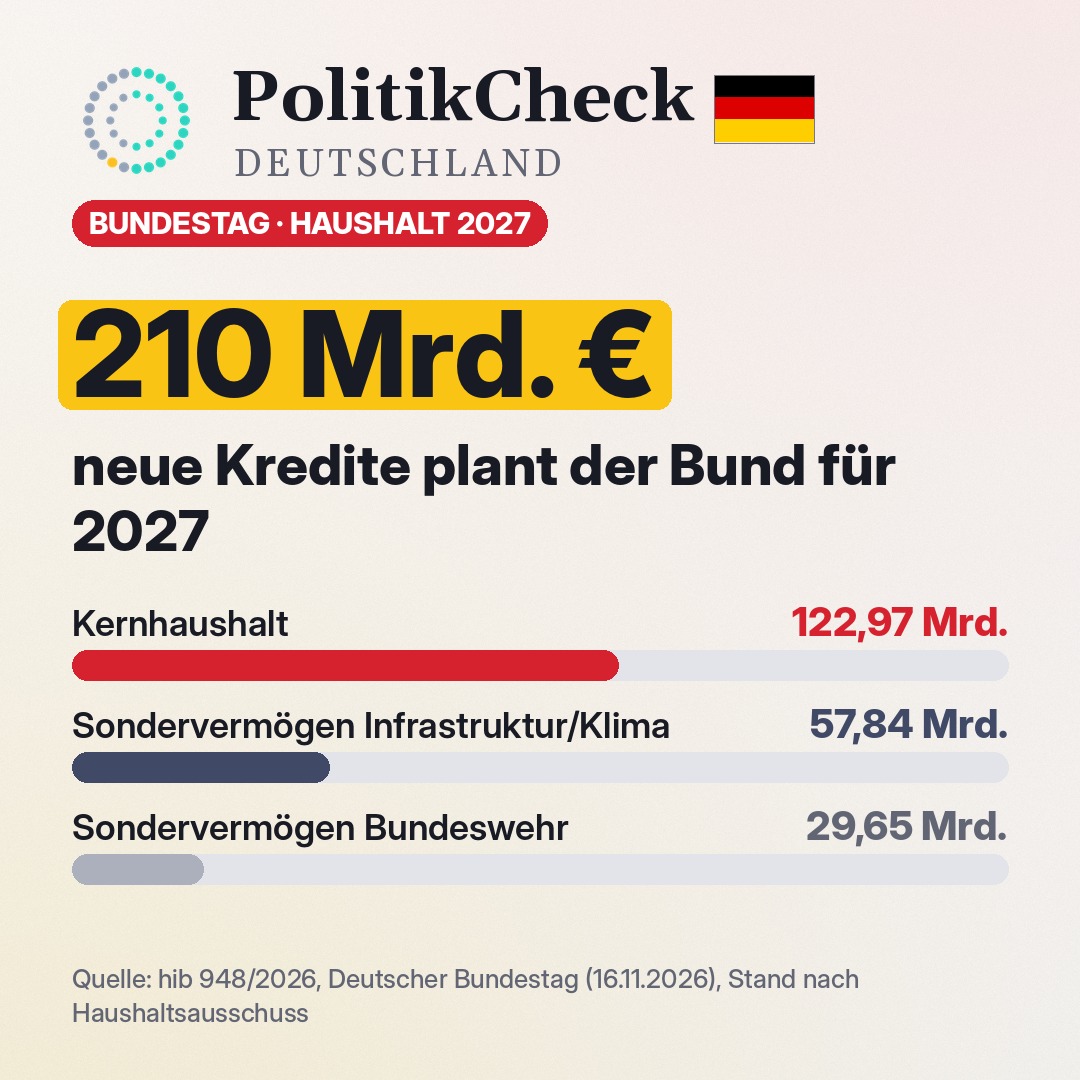 PolitikCheck
DEUTSCHLAND
BUNDESTAG · HAUSHALT 2027
210 Mrd. €
neue Kredite plant der Bund für
2027
Kernhaushalt 122,97 Mrd.
Sondervermögen Infrastruktur/Klima 57,84 Mrd.
Sondervermögen Bundeswehr 29,65 Mrd.
Quelle: hib 948/2026, Deutscher Bundestag (16.11.2026), Stand nach
Haushaltsausschuss